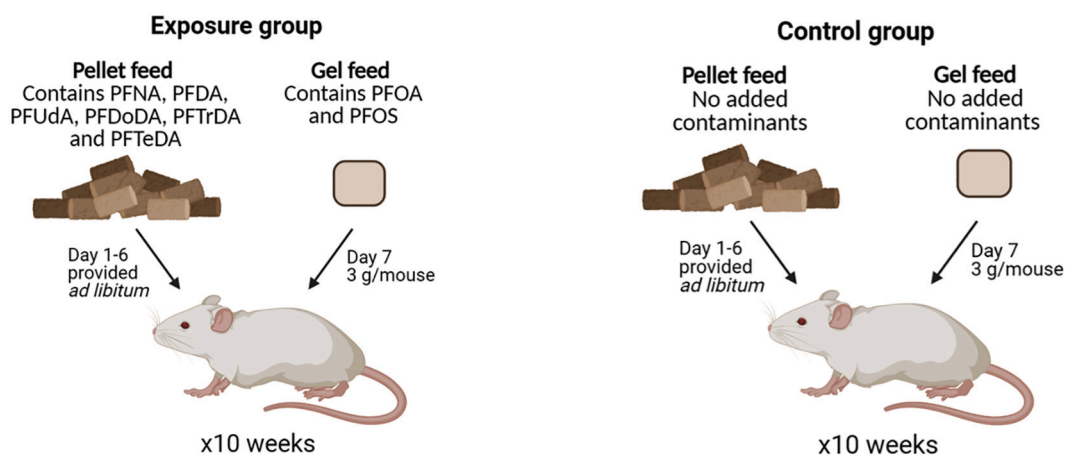 Exposure group
Pellet feed
Contains PFNA, PFDA,
PFUdA, PFDoDA, PFTrDA
and PFTeDA
Gel feed
Contains PFOA
and PFOS
Day 1-6
provided
ad libitum
Day 7
3 g/mouse
x10 weeks
Control group
Pellet feed
No added
contaminants
Gel feed
No added
contaminants
Day 1-6
provided
ad libitum
Day 7
3 g/mouse
x10 weeks